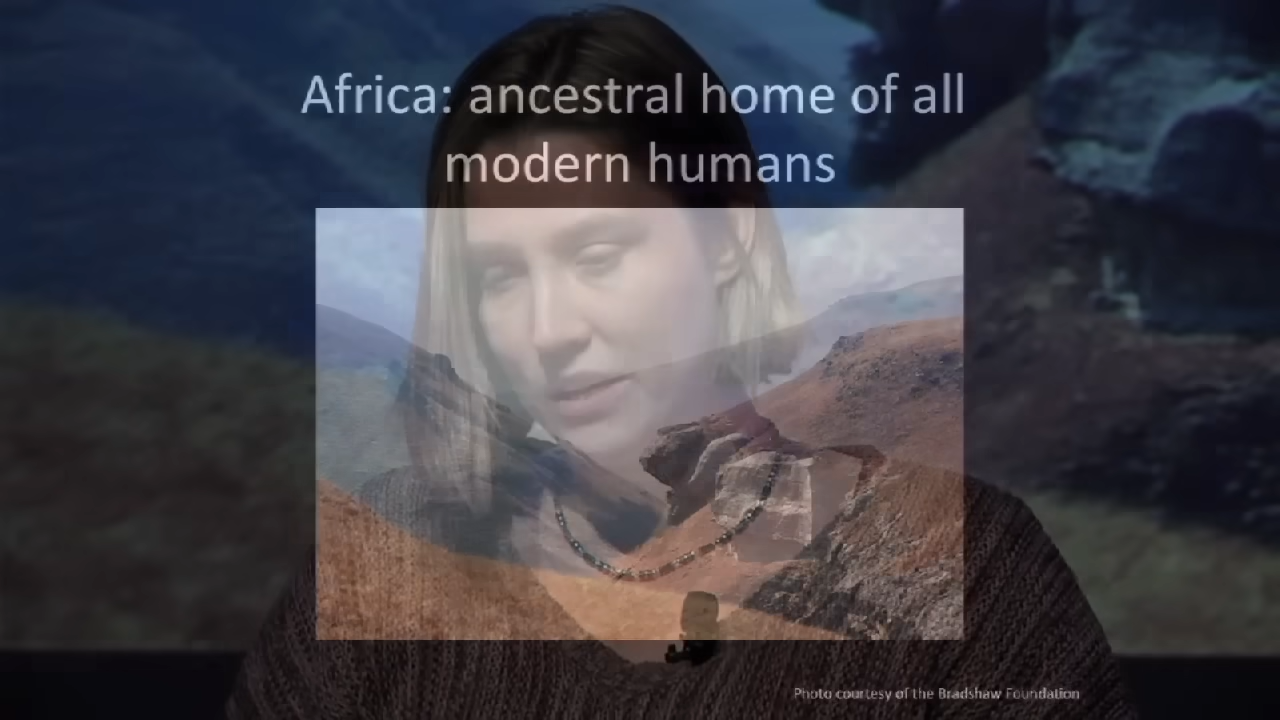 Africa: ancestral home of all
modern humans
Photo courtesy of the Bradshaw Foundation